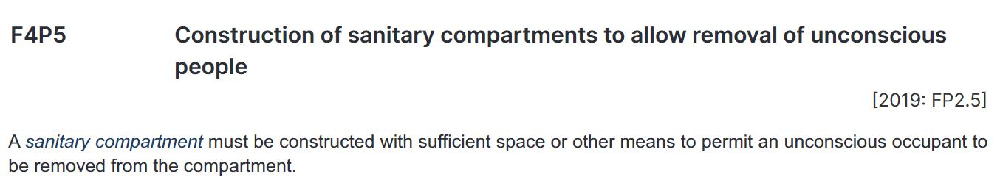 F4P5 Construction of sanitary compartments to allow removal of unconscious
people
[2019: FP2.5]
A sanitary compartment must be constructed with sufficient space or other means to permit an unconscious occupant to
be removed from the compartment.